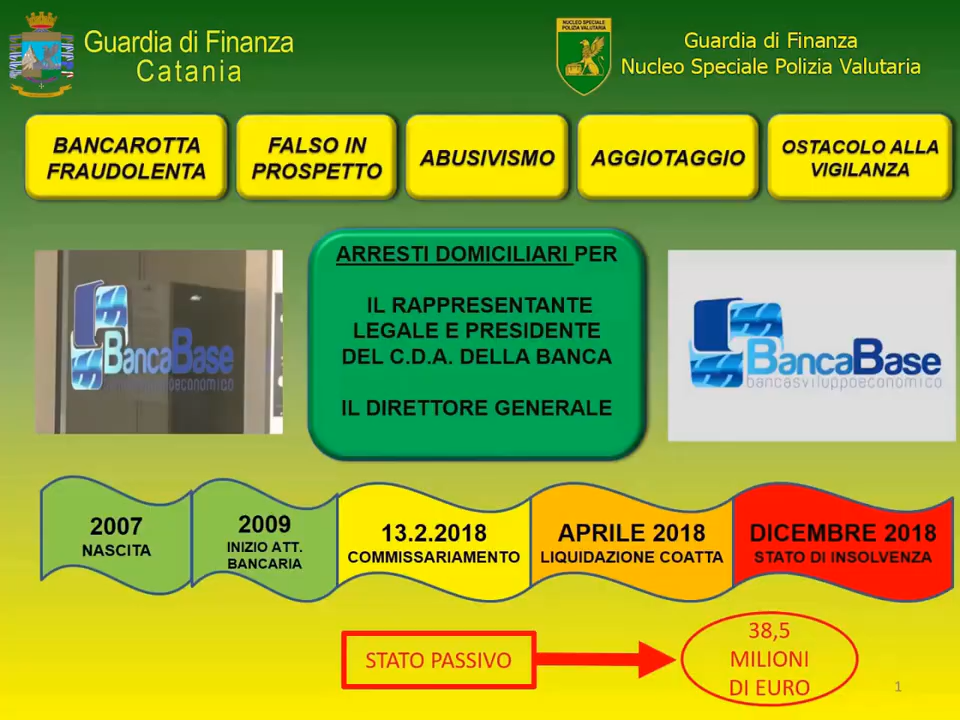 Guardia di Finanza
Catania
NUCLEO SPECIALE
POLIZIA VALUTARIA
Guardia di Finanza
Nucleo Speciale Polizia Valutaria
BANCAROTTA
FRAUDOLENTA
FALSO IN
PROSPETTO
ABUSIVISMO
AGGIOTAGGIO
OSTACOLO ALLA
VIGILANZA
BancaBase
bancasviluppoeconomico
ARRESTI DOMICILIARI PER
IL RAPPRESENTANTE
LEGALE E PRESIDENTE
DEL C.D.A. DELLA BANCA
IL DIRETTORE GENERALE
BancaBase
bancasviluppoeconomico
2007
NASCITA
2009
INIZIO ATT.
BANCARIA
13.2.2018
COMMISSARIAMENTO
APRILE 2018
LIQUIDAZIONE COATTA
DICEMBRE 2018
STATO DI INSOLVENZA
STATO PASSIVO
38,5
MILIONI
DI EURO
1